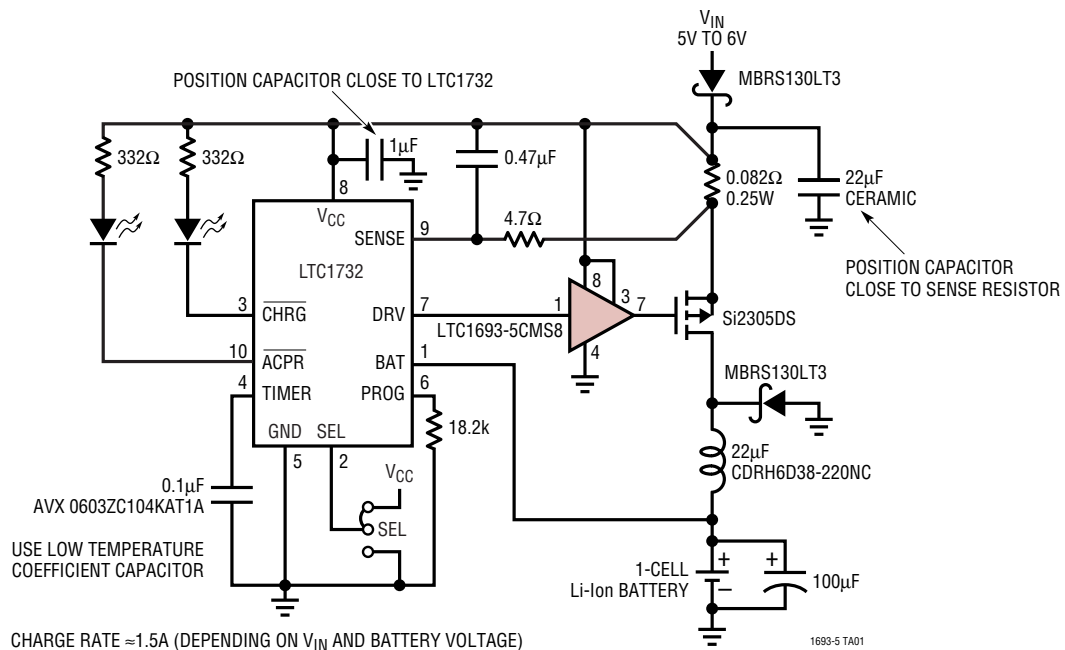 V_IN
5V TO 6V
MBRS130LT3
POSITION CAPACITOR CLOSE TO LTC1732
332Ω
332Ω
1µF
0.47µF
0.082Ω
0.25W
22µF
CERAMIC
8
V_CC
4.7Ω
SENSE
9
LTC1732
POSITION CAPACITOR
CLOSE TO SENSE RESISTOR
8
3
3
CHRG
DRV
7
1
7
LTC1693-5CMS8
Si2305DS
4
10
ACPR
BAT
1
MBRS130LT3
4
TIMER
PROG
6
18.2k
GND
SEL
5
2
22µF
CDRH6D38-220NC
V_CC
0.1µF
AVX 0603ZC104KAT1A
SEL
USE LOW TEMPERATURE
COEFFICIENT CAPACITOR
1-CELL
Li-Ion BATTERY
+
–
+
100µF
CHARGE RATE ≈1.5A (DEPENDING ON V_IN AND BATTERY VOLTAGE)
1693-5 TA01